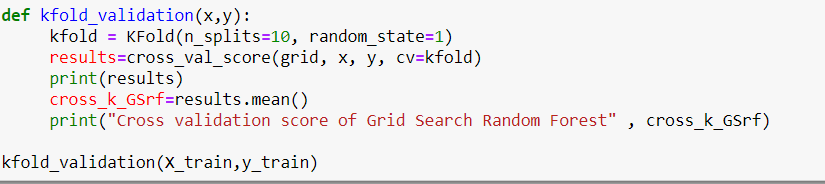 def kfold_validation(x,y):
    kfold = KFold(n_splits=10, random_state=1)
    results=cross_val_score(grid, x, y, cv=kfold)
    print(results)
    cross_k_GSrf=results.mean()
    print("Cross validation score of Grid Search Random Forest" , cross_k_GSrf)
kfold_validation(X_train,y_train)